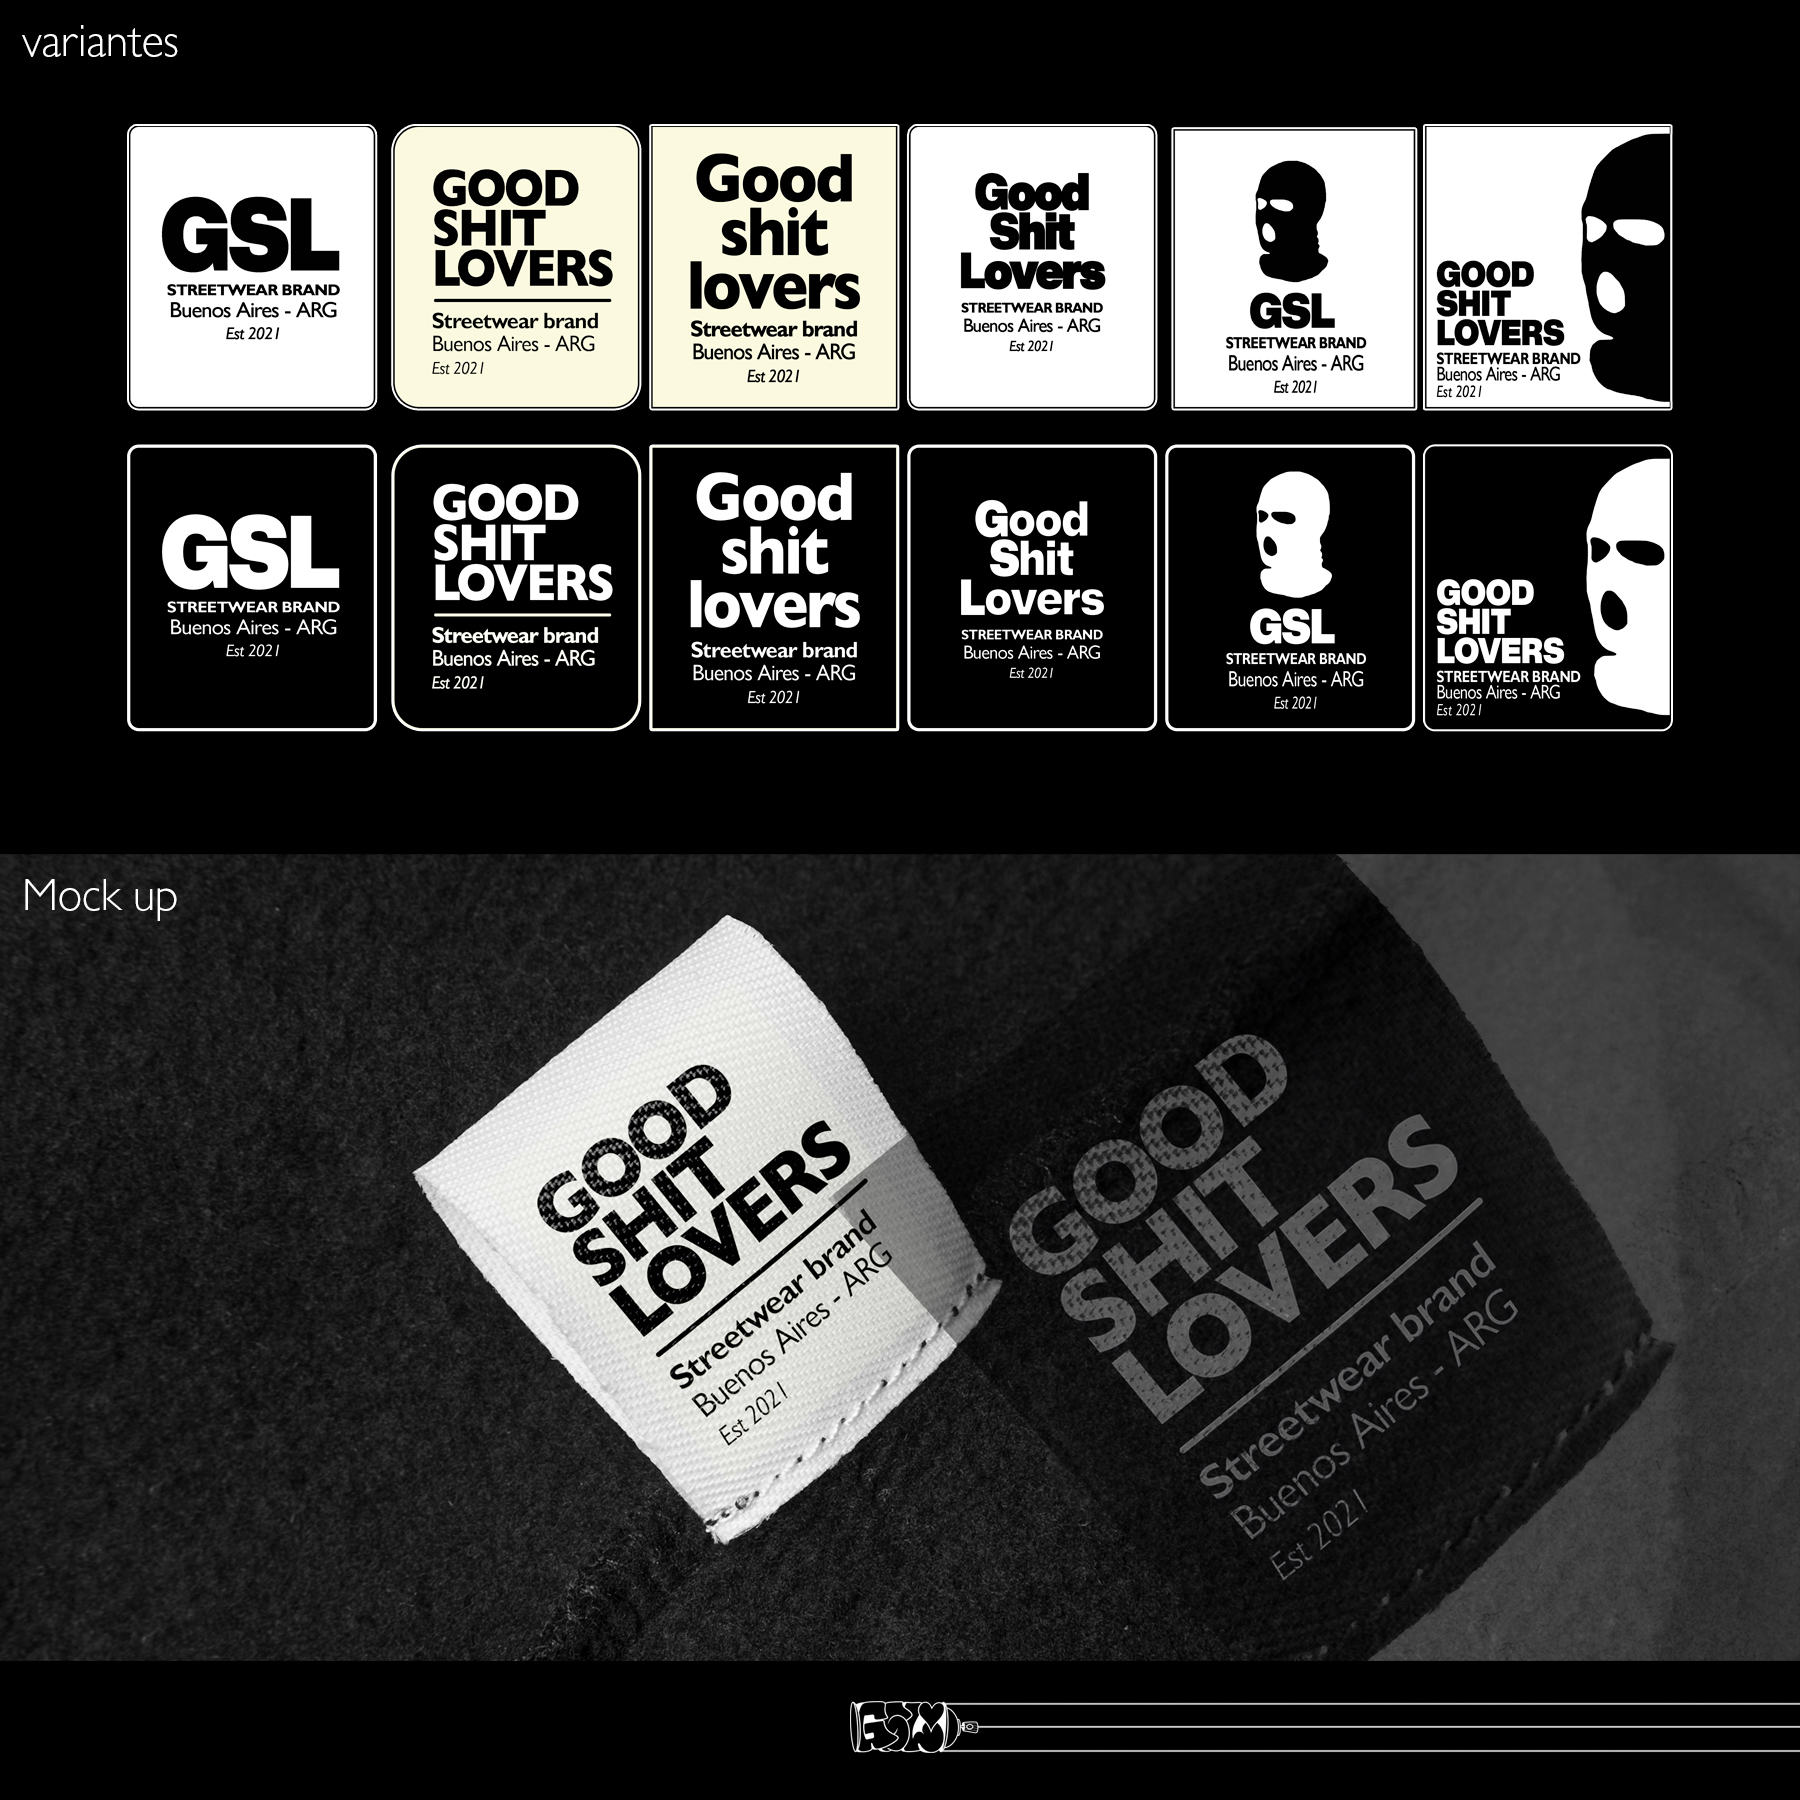 variantes
GSL
STREETWEAR BRAND
Buenos Aires - ARG
Est 2021
GOOD
SHIT
LOVERS
Streetwear brand
Buenos Aires - ARG
Est 2021
Good
shit
lovers
Streetwear brand
Buenos Aires - ARG
Est 2021
Good
Shit
Lovers
STREETWEAR BRAND
Buenos Aires - ARG
Est 2021
GSL
STREETWEAR BRAND
Buenos Aires - ARG
Est 2021
GOOD
SHIT
LOVERS
STREETWEAR BRAND
Buenos Aires - ARG
Est 2021
GSL
STREETWEAR BRAND
Buenos Aires - ARG
Est 2021
GOOD
SHIT
LOVERS
Streetwear brand
Buenos Aires - ARG
Est 2021
Good
shit
lovers
Streetwear brand
Buenos Aires - ARG
Est 2021
Good
Shit
Lovers
STREETWEAR BRAND
Buenos Aires - ARG
Est 2021
GSL
STREETWEAR BRAND
Buenos Aires - ARG
Est 2021
GOOD
SHIT
LOVERS
STREETWEAR BRAND
Buenos Aires - ARG
Est 2021
Mock up
GOOD
SHIT
LOVERS
Streetwear brand
Buenos Aires - ARG
Est 2021
GOOD
SHIT
LOVERS
Streetwear brand
Buenos Aires - ARG
Est 2021